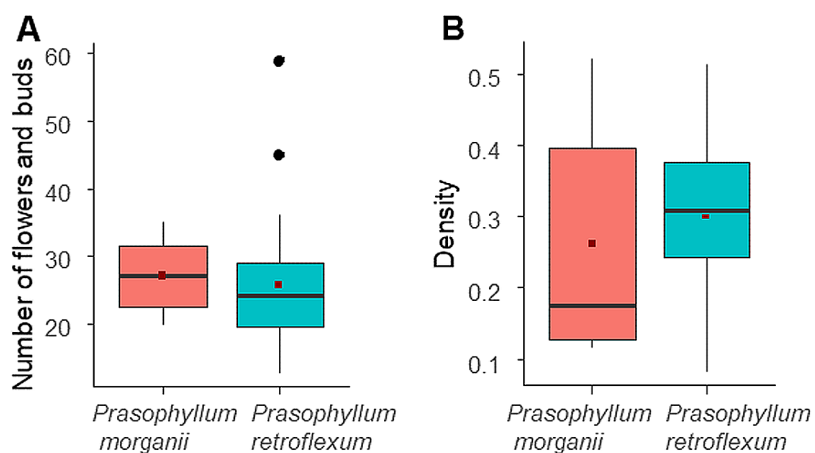 A
Number of flowers and buds
60
50
40
30
20
Prasophyllum
morganii
Prasophyllum
retroflexum
B
Density
0.5
0.4
0.3
0.2
0.1
Prasophyllum
morganii
Prasophyllum
retroflexum